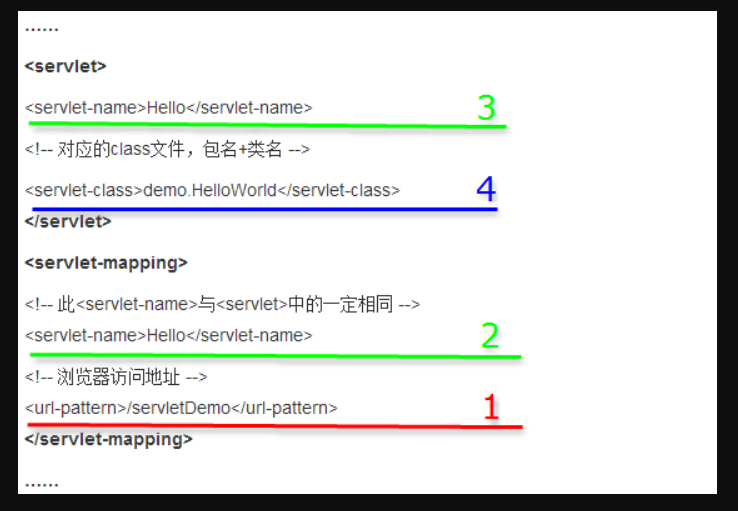 ......
<servlet>
<servlet-name>Hello</servlet-name> 3
<!-- 对应的class文件，包名+类名 -->
<servlet-class>demo.HelloWorld</servlet-class> 4
</servlet>
<servlet-mapping>
<!-- 此<servlet-name>与<servlet>中的一定相同 -->
<servlet-name>Hello</servlet-name> 2
<!-- 浏览器访问地址 -->
<url-pattern>/servletDemo</url-pattern> 1
</servlet-mapping>
......